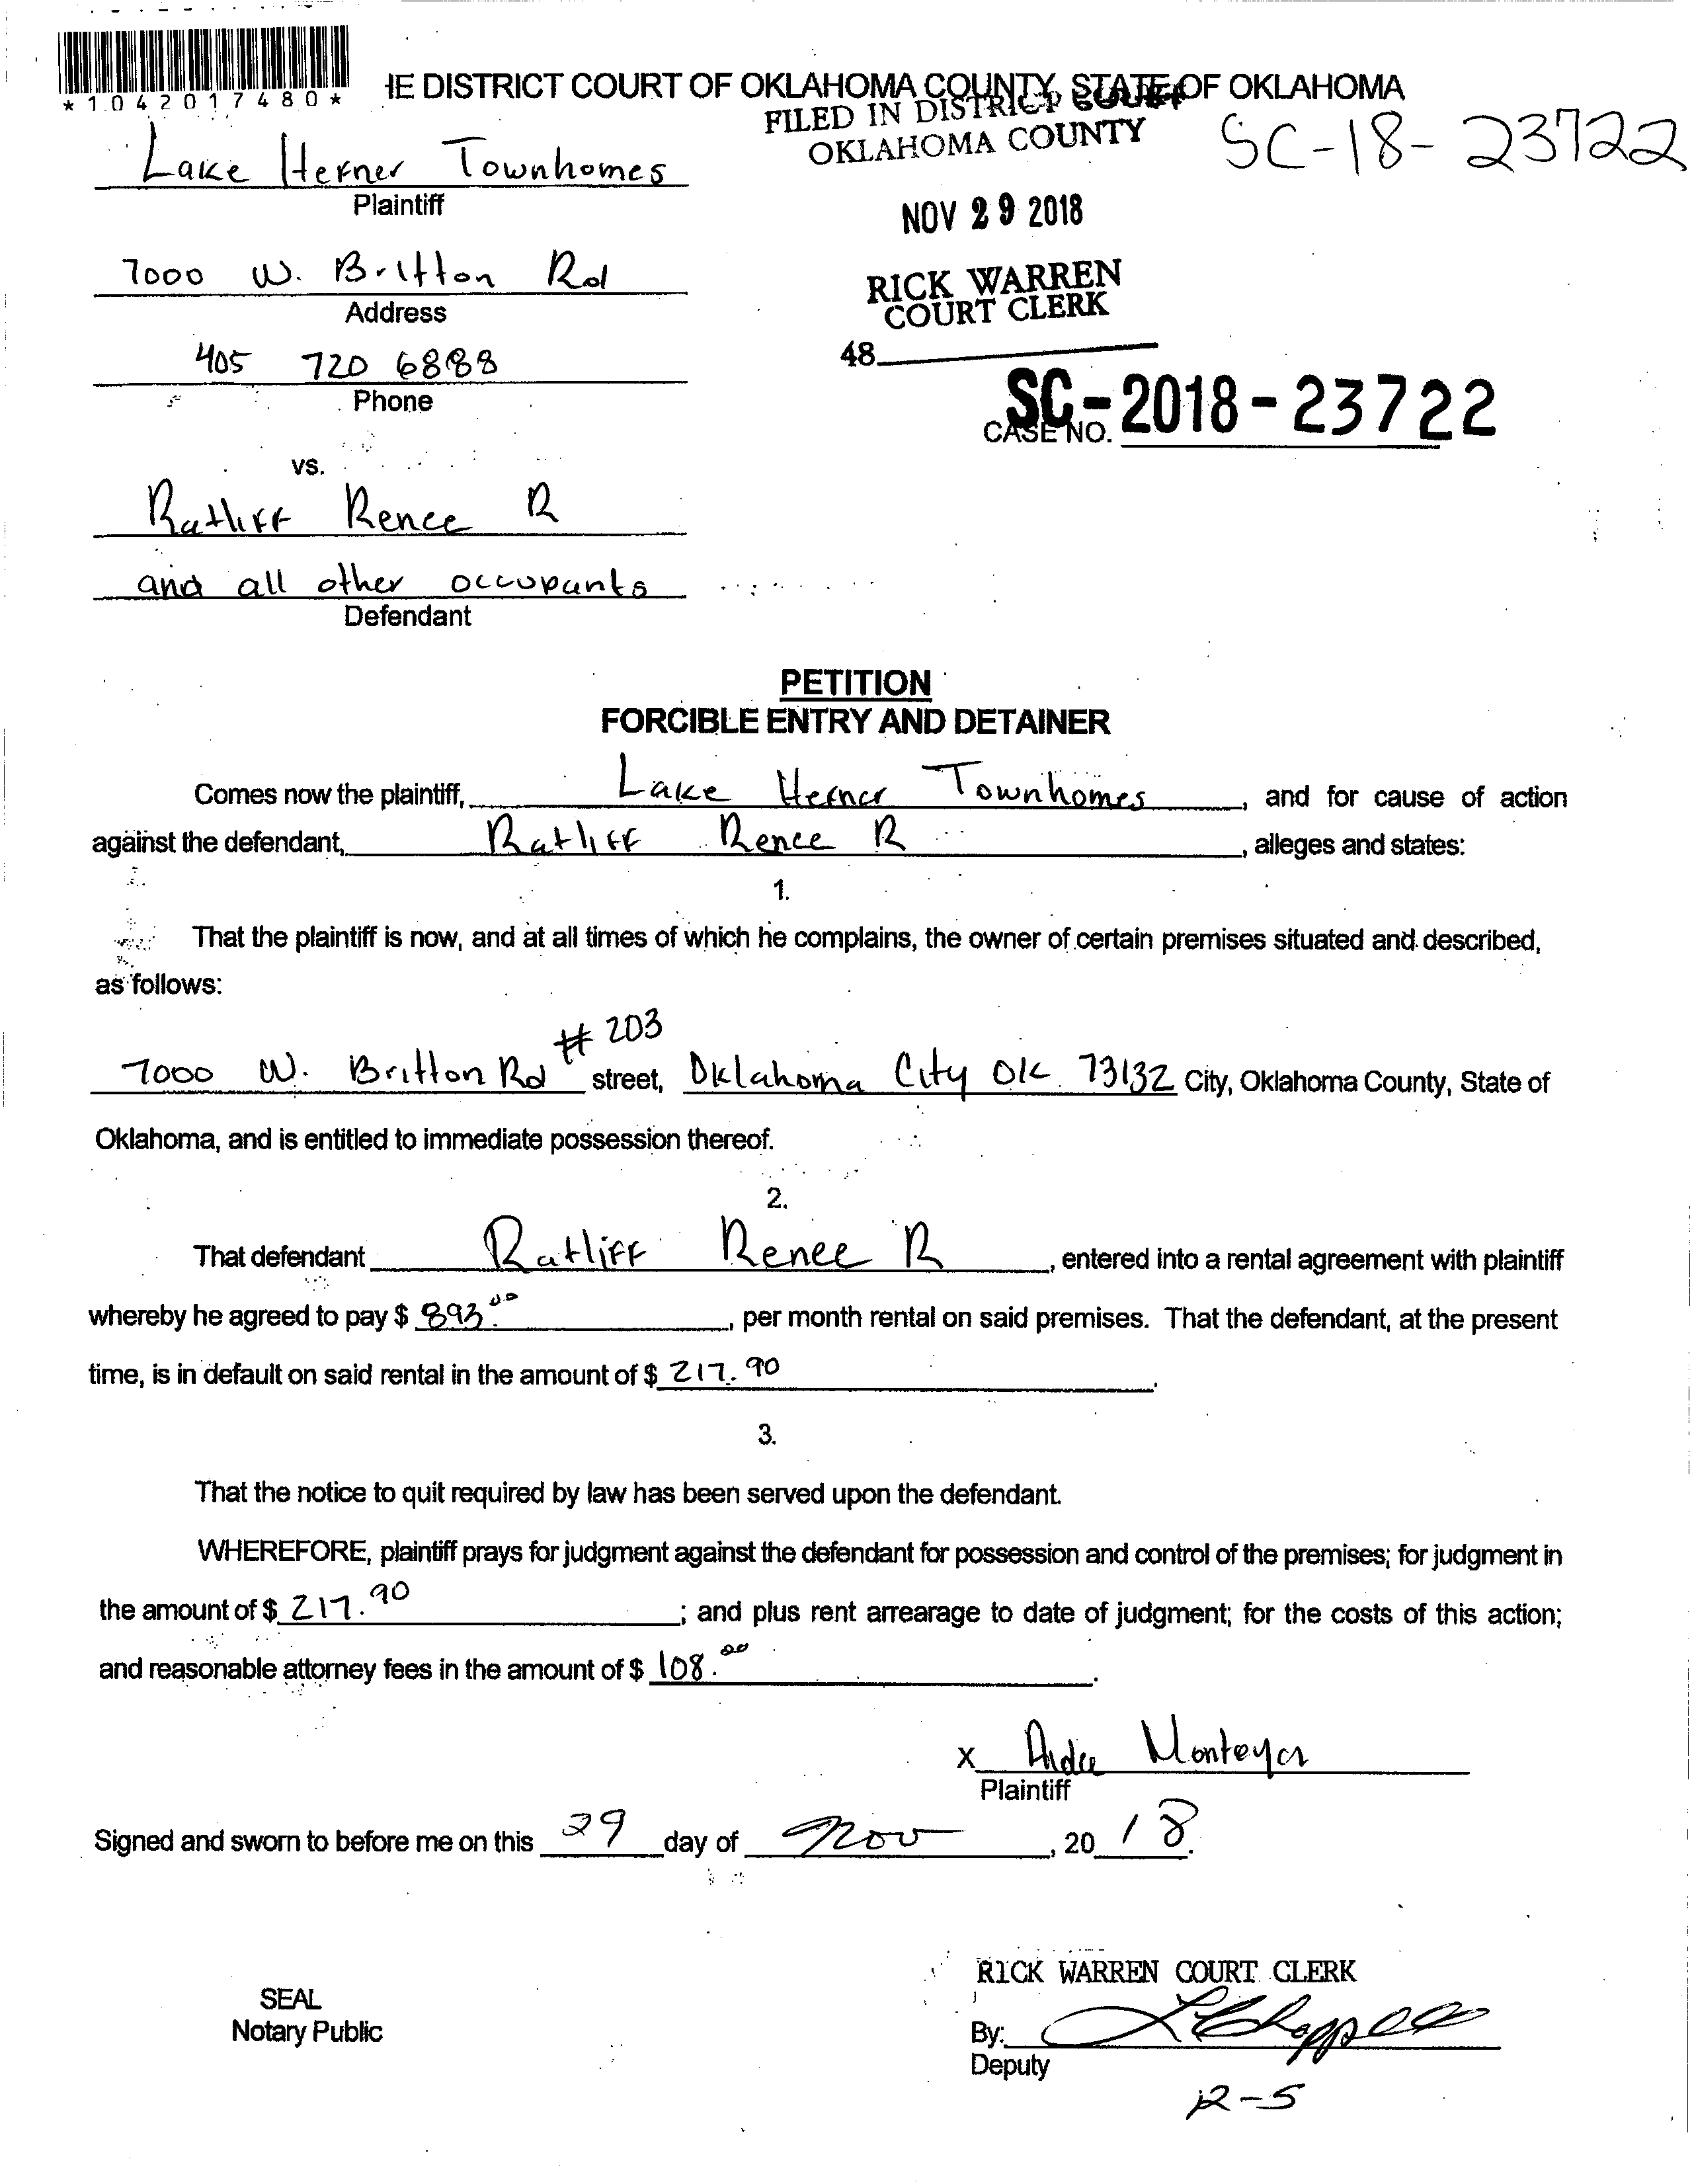 *1042017480*
HE DISTRICT COURT OF OKLAHOMA COUNTY, STATE OF OKLAHOMA
FILED IN DISTRICT COURT
OKLAHOMA COUNTY
SC-18-23722
Lake Hefner Townhomes
Plaintiff
NOV 29 2018
7000 W. Britton Rd
Address
RICK WARREN
COURT CLERK
405 720 6888
Phone
48
SC-2018-23722
CASE NO.
vs.
Ratliff Renee R
and all other occupants
Defendant
PETITION
FORCIBLE ENTRY AND DETAINER
Comes now the plaintiff, Lake Hefner Townhomes, and for cause of action
against the defendant, Ratliff Renee R, alleges and states:
1.
That the plaintiff is now, and at all times of which he complains, the owner of certain premises situated and described,
as follows:
7000 W. Britton Rd #203 street, Oklahoma City OK 73132 City, Oklahoma County, State of
Oklahoma, and is entitled to immediate possession thereof.
2.
That defendant Ratliff Renee R, entered into a rental agreement with plaintiff
whereby he agreed to pay $ 893.00, per month rental on said premises. That the defendant, at the present
time, is in default on said rental in the amount of $ 217.90.
3.
That the notice to quit required by law has been served upon the defendant.
WHEREFORE, plaintiff prays for judgment against the defendant for possession and control of the premises; for judgment in
the amount of $ 217.90; and plus rent arrearage to date of judgment; for the costs of this action;
and reasonable attorney fees in the amount of $ 108.00.
x
Plaintiff
Signed and sworn to before me on this 29 day of Nov, 20 18.
RICK WARREN COURT CLERK
SEAL
Notary Public
By:
Deputy
12-5